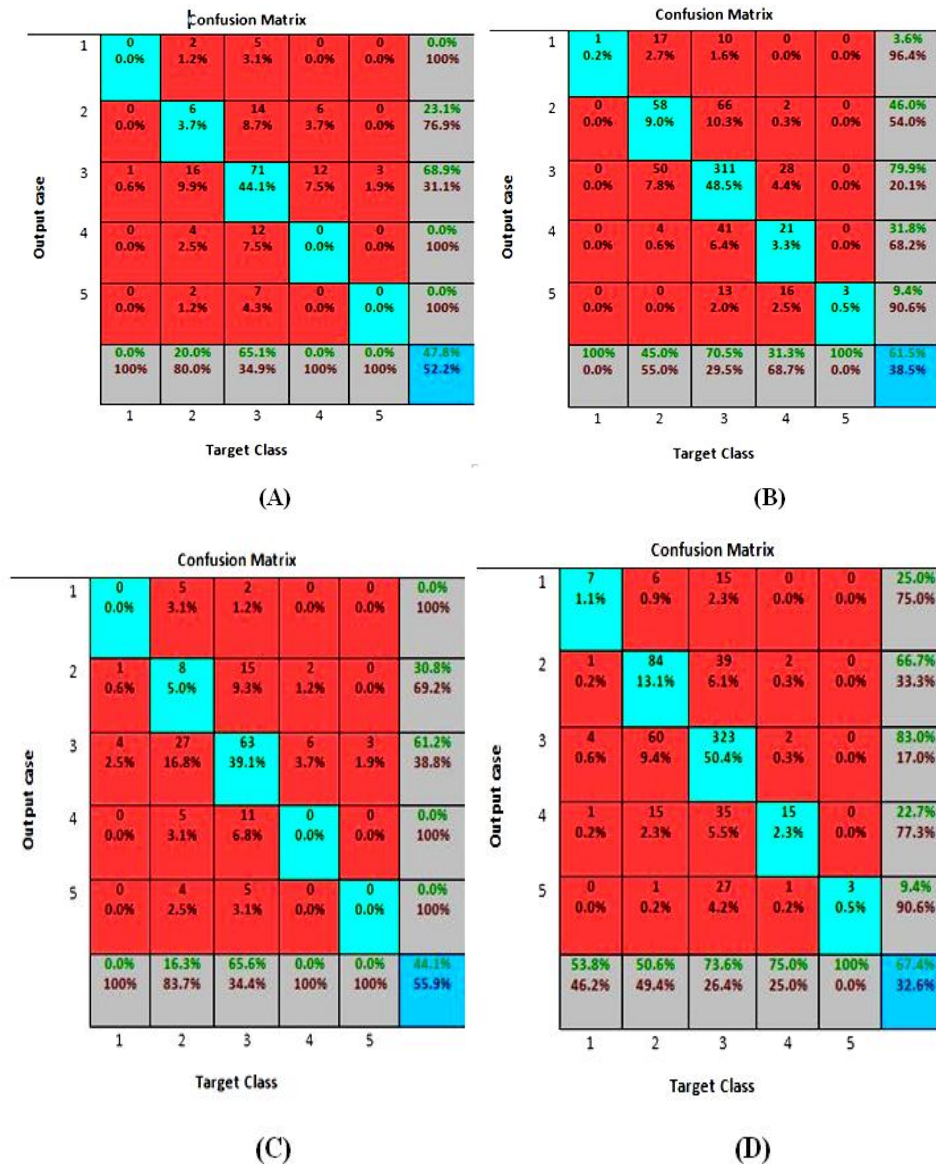 Confusion Matrix
1 0 2 5 0 0 0.0%
0.0% 1.2% 3.1% 0.0% 0.0% 100%
2 0 6 14 6 0 23.1%
0.0% 3.7% 8.7% 3.7% 0.0% 76.9%
3 1 16 71 12 3 68.9%
0.6% 9.9% 44.1% 7.5% 1.9% 31.1%
4 0 4 12 0 0 0.0%
0.0% 2.5% 7.5% 0.0% 0.0% 100%
5 0 2 7 0 0 0.0%
0.0% 1.2% 4.3% 0.0% 0.0% 100%
0.0% 20.0% 65.1% 0.0% 0.0% 47.8%
100% 80.0% 34.9% 100% 100% 52.2%
1 2 3 4 5
Output case
Target Class
(A)
Confusion Matrix
1 1 17 10 0 0 3.6%
0.2% 2.7% 1.6% 0.0% 0.0% 96.4%
2 0 58 66 2 0 46.0%
0.0% 9.0% 10.3% 0.3% 0.0% 54.0%
3 0 50 311 28 0 79.9%
0.0% 7.8% 48.5% 4.4% 0.0% 20.1%
4 0 4 41 21 0 31.8%
0.0% 0.6% 6.4% 3.3% 0.0% 68.2%
5 0 0 13 16 3 9.4%
0.0% 0.0% 2.0% 2.5% 0.5% 90.6%
100% 45.0% 70.5% 31.3% 100% 61.5%
0.0% 55.0% 29.5% 68.7% 0.0% 38.5%
1 2 3 4 5
Output case
Target Class
(B)
Confusion Matrix
1 0 5 2 0 0 0.0%
0.0% 3.1% 1.2% 0.0% 0.0% 100%
2 1 8 15 2 0 30.8%
0.6% 5.0% 9.3% 1.2% 0.0% 69.2%
3 4 27 63 6 3 61.2%
2.5% 16.8% 39.1% 3.7% 1.9% 38.8%
4 0 5 11 0 0 0.0%
0.0% 3.1% 6.8% 0.0% 0.0% 100%
5 0 4 5 0 0 0.0%
0.0% 2.5% 3.1% 0.0% 0.0% 100%
0.0% 16.3% 65.6% 0.0% 0.0% 44.1%
100% 83.7% 34.4% 100% 100% 55.9%
1 2 3 4 5
Output case
Target Class
(C)
Confusion Matrix
1 7 6 15 0 0 25.0%
1.1% 0.9% 2.3% 0.0% 0.0% 75.0%
2 1 84 39 2 0 66.7%
0.2% 13.1% 6.1% 0.3% 0.0% 33.3%
3 4 60 323 2 0 83.0%
0.6% 9.4% 50.4% 0.3% 0.0% 17.0%
4 1 15 35 15 0 22.7%
0.2% 2.3% 5.5% 2.3% 0.0% 77.3%
5 0 1 27 1 3 9.4%
0.0% 0.2% 4.2% 0.2% 0.5% 90.6%
53.8% 50.6% 73.6% 75.0% 100% 67.4%
46.2% 49.4% 26.4% 25.0% 0.0% 32.6%
1 2 3 4 5
Output case
Target Class
(D)